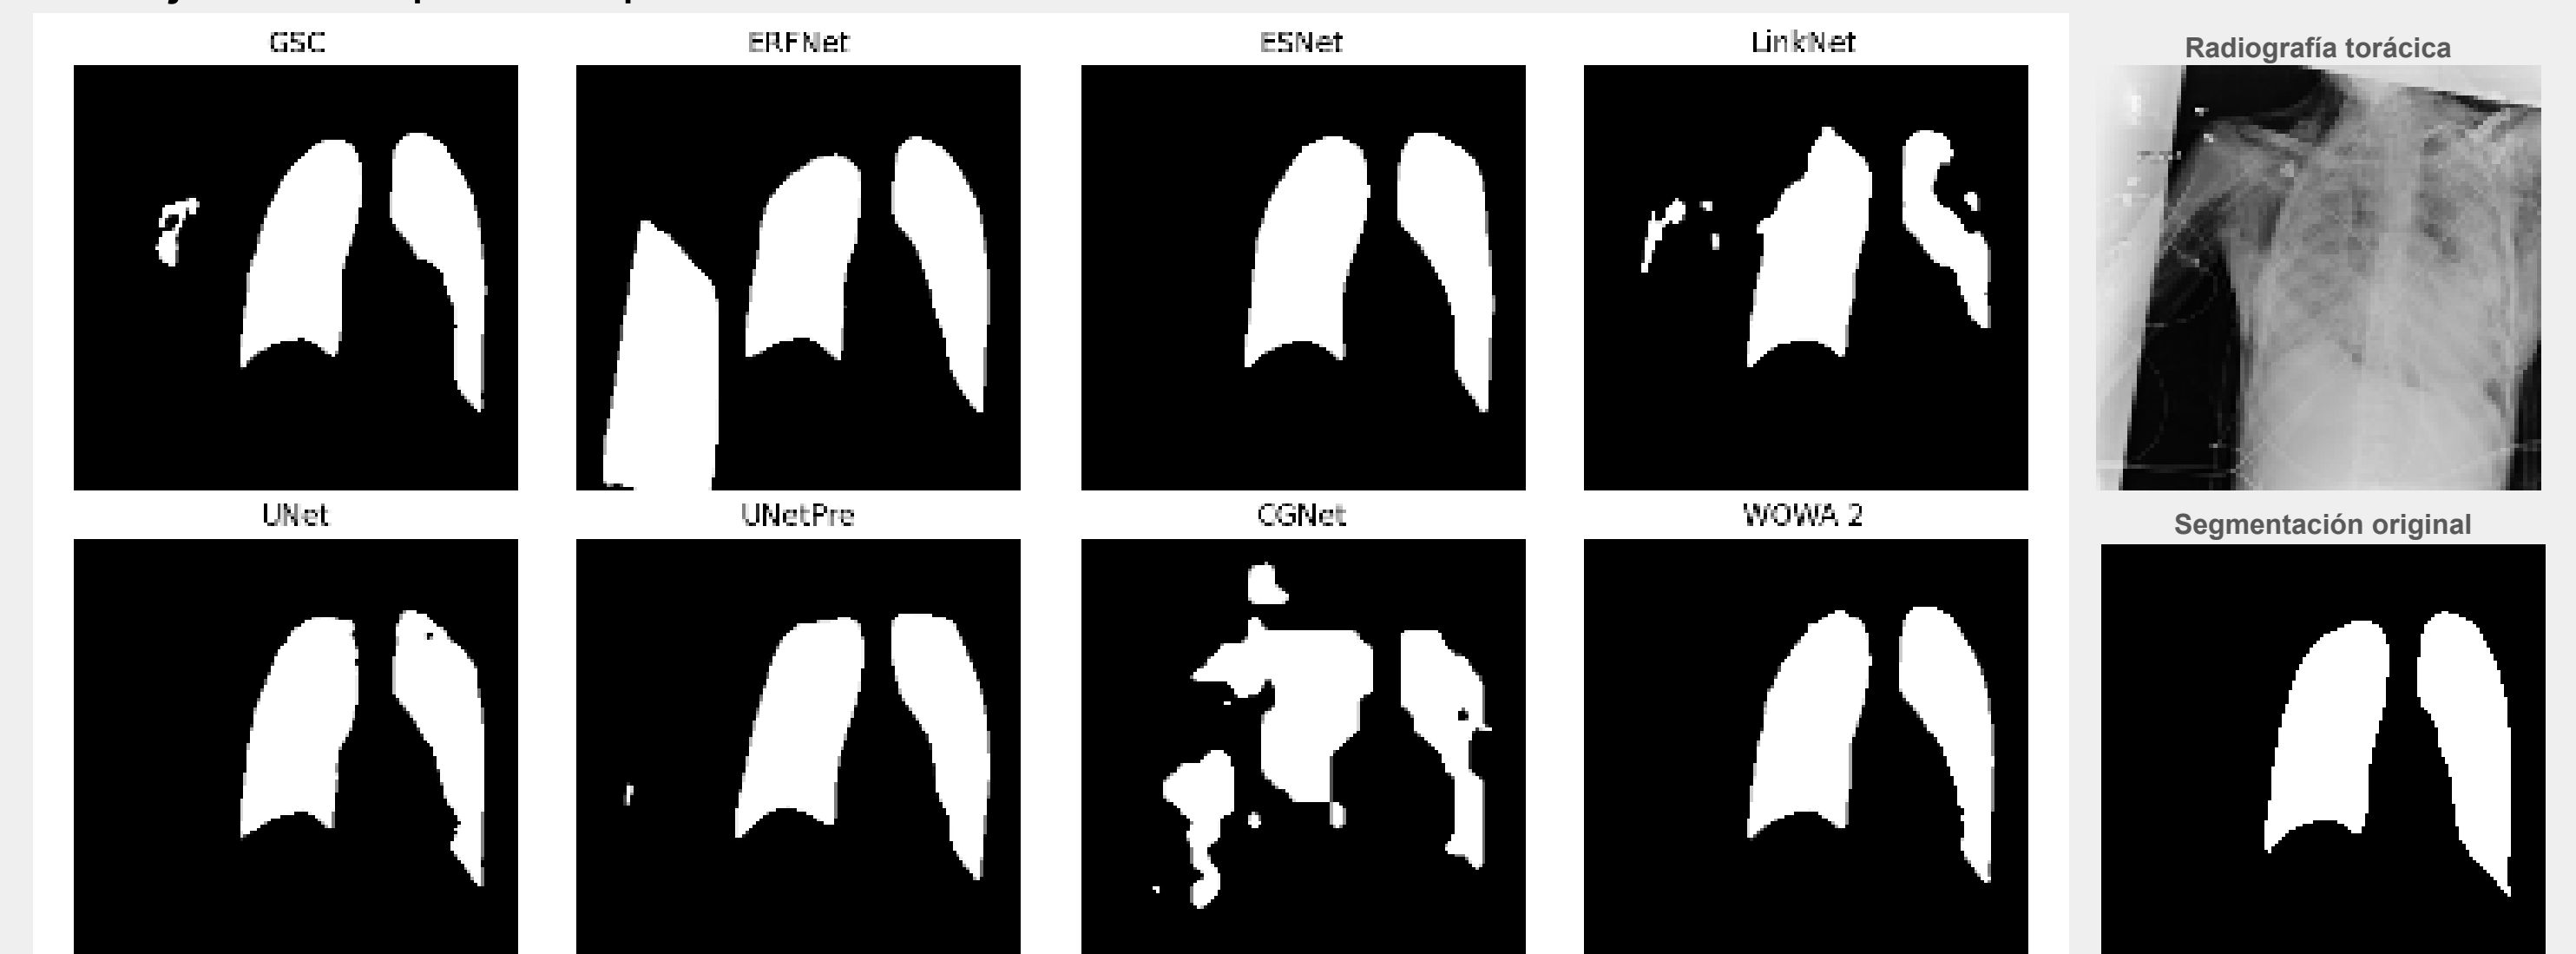 GSC
ERFNet
ESNet
LinkNet
Radiografía torácica
UNet
UNetPre
CGNet
WOWA 2
Segmentación original